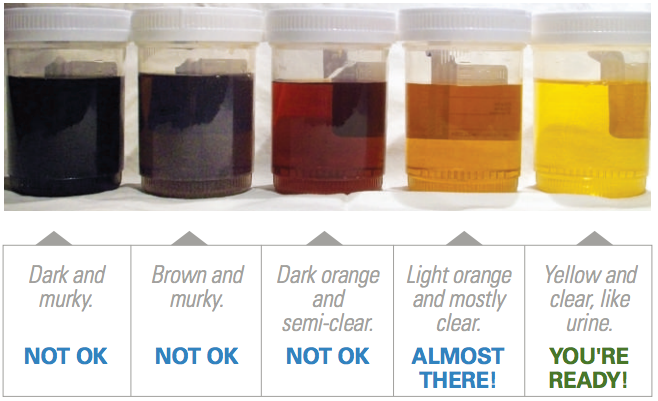 Dark and
murky.
NOT OK
Brown and
murky.
NOT OK
Dark orange
and
semi-clear.
NOT OK
Light orange
and mostly
clear.
ALMOST
THERE!
Yellow and
clear, like
urine.
YOU'RE
READY!